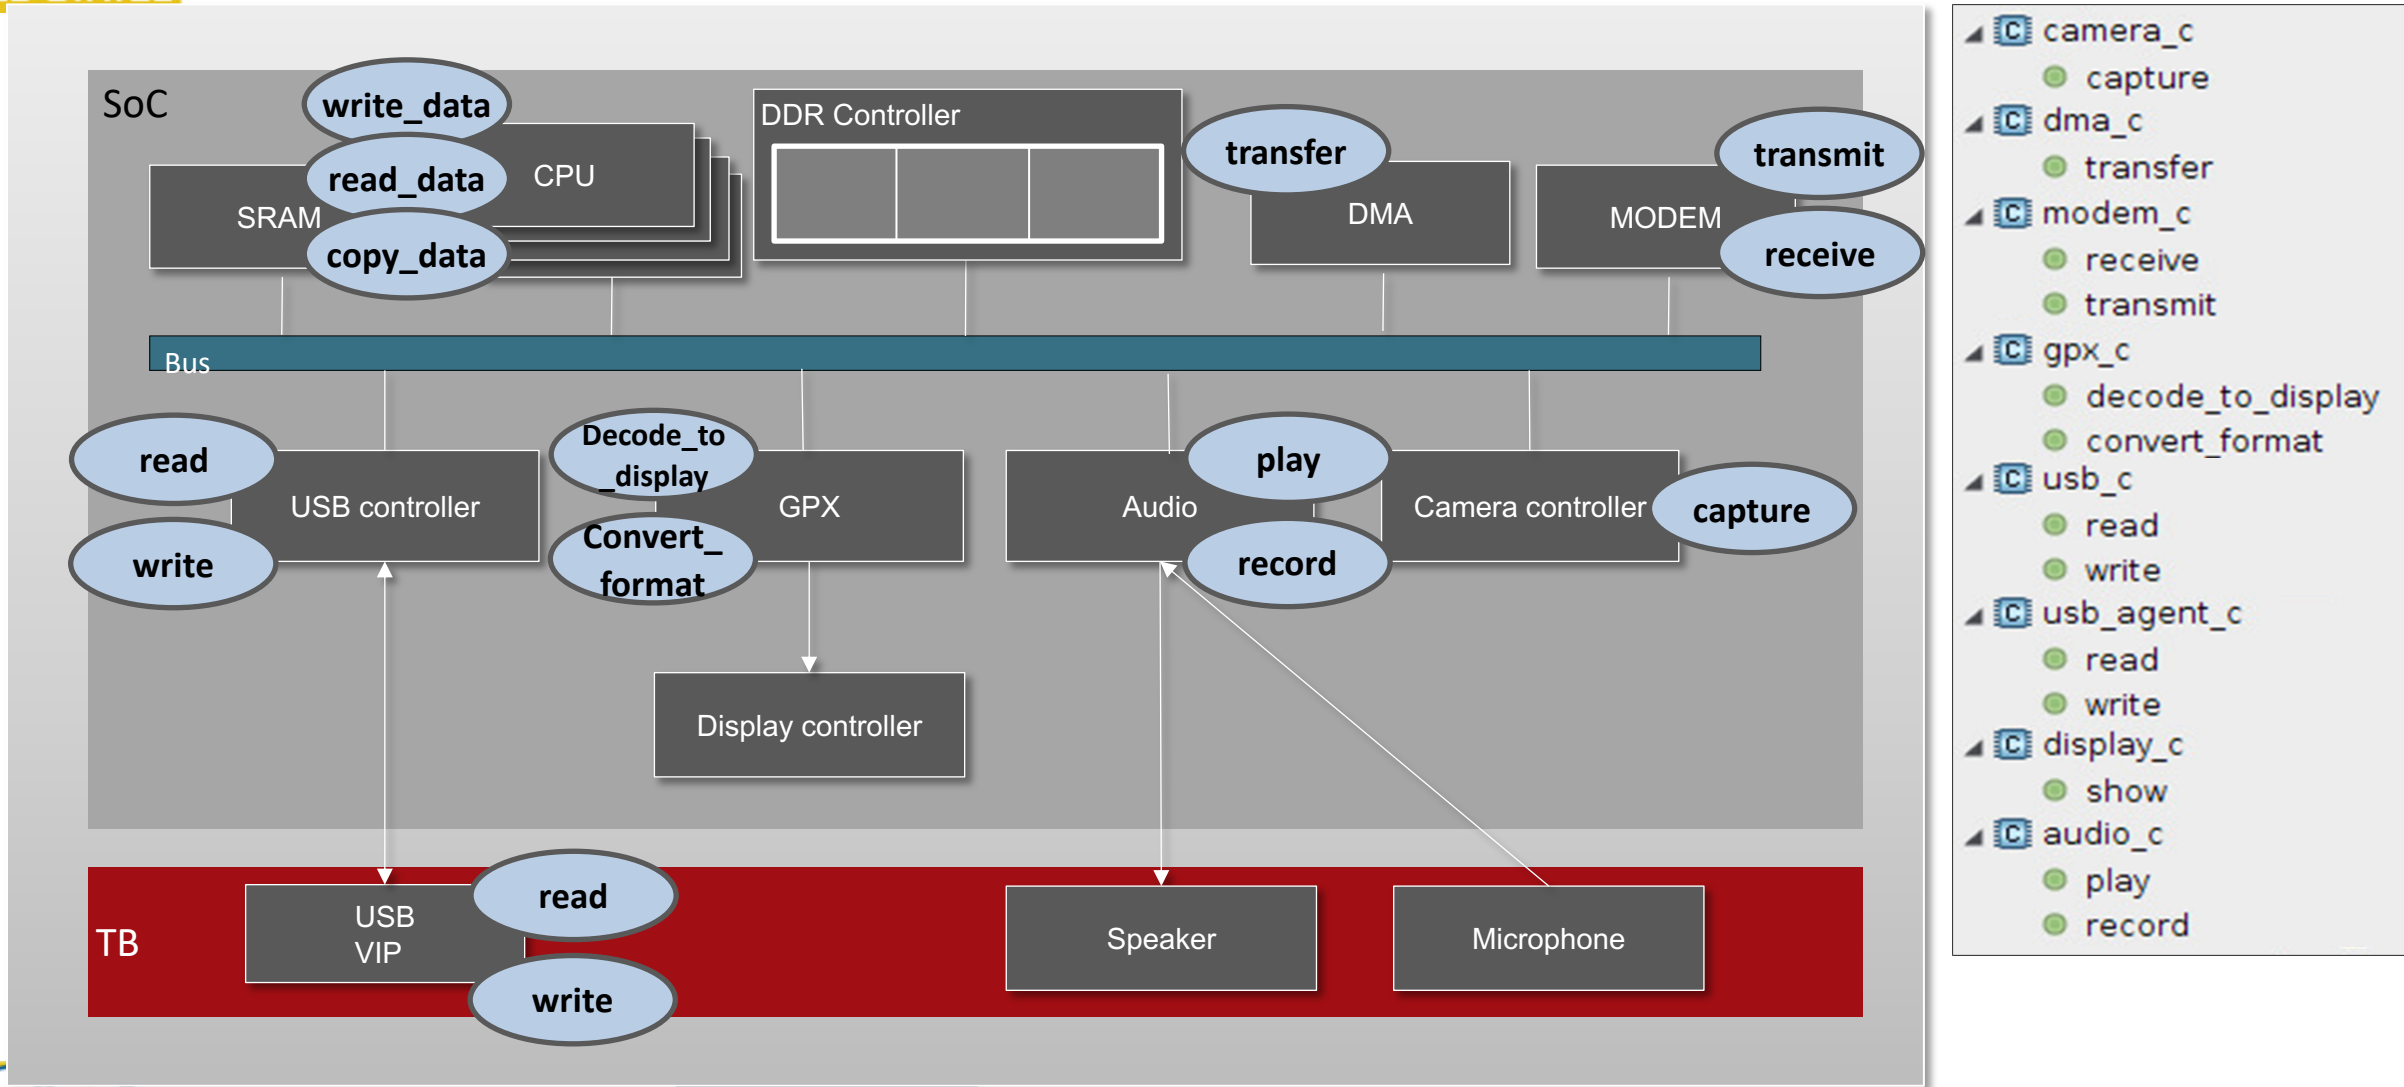 SoC
write_data
read_data
copy_data
SRAM
CPU
DDR Controller
transfer
DMA
transmit
MODEM
receive
Bus
read
USB controller
write
Decode_to
_display
GPX
Convert_
format
play
Audio
record
Camera controller
capture
Display controller
TB
USB
VIP
read
write
Speaker
Microphone
camera_c
capture
dma_c
transfer
modem_c
receive
transmit
gpx_c
decode_to_display
convert_format
usb_c
read
write
usb_agent_c
read
write
display_c
show
audio_c
play
record